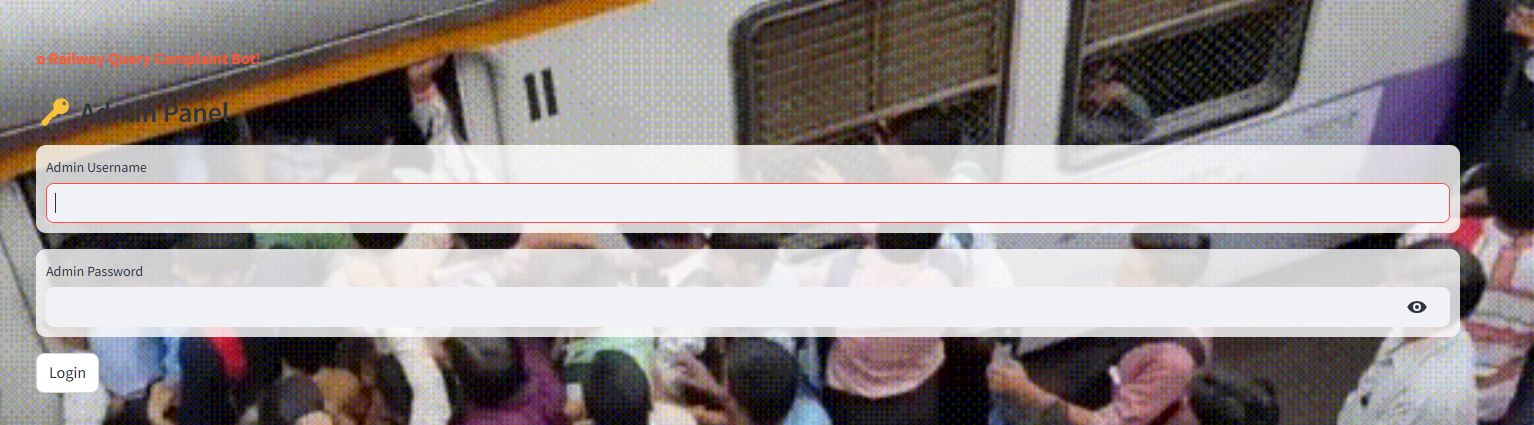 o Railway Query Complaint Bot!
🔑 Admin Panel
Admin Username
Admin Password
Login